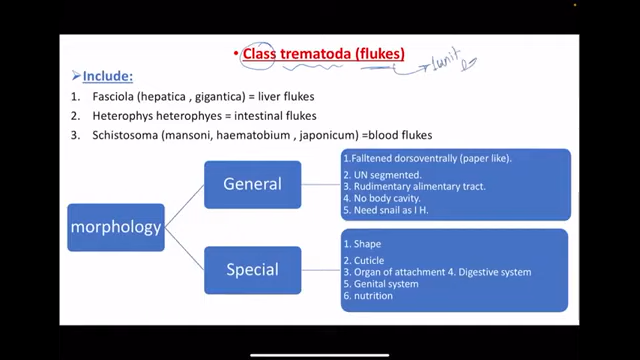 • Class trematoda (flukes)
1unit
➢Include:
1. Fasciola (hepatica , gigantica) = liver flukes
2. Heterophys heterophyes = intestinal flukes
3. Schistosoma (mansoni, haematobium , japonicum) =blood flukes
morphology
General
1.Falltened dorsoventrally (paper like).
2. UN segmented.
3. Rudimentary alimentary tract.
4. No body cavity.
5. Need snail as I H.
Special
1. Shape
2. Cuticle
3. Organ of attachment 4. Digestive system
5. Genital system
6. nutrition